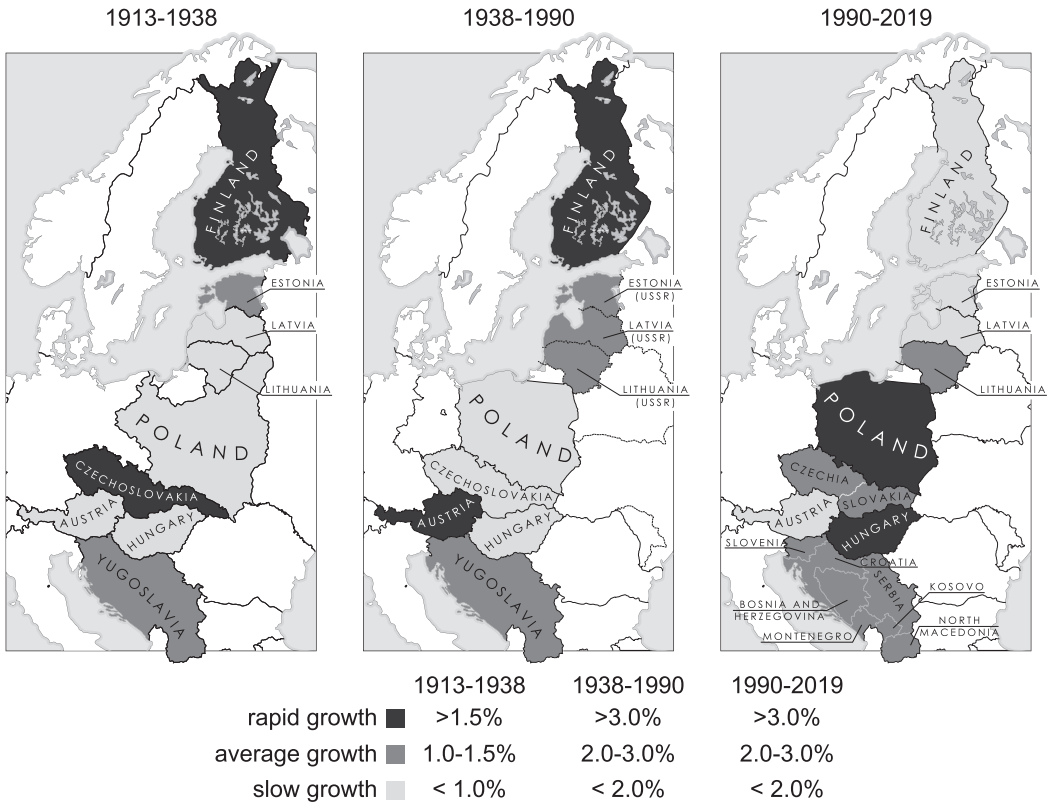 1913-1938
1938-1990
1990-2019
FINLAND
ESTONIA
LATVIA
LITHUANIA
POLAND
CZECHOSLOVAKIA
AUSTRIA
HUNGARY
YUGOSLAVIA
FINLAND
ESTONIA
(USSR)
LATVIA
(USSR)
LITHUANIA
(USSR)
POLAND
CZECHOSLOVAKIA
AUSTRIA
HUNGARY
YUGOSLAVIA
FINLAND
ESTONIA
LATVIA
LITHUANIA
POLAND
CZECHIA
SLOVAKIA
AUSTRIA
HUNGARY
SLOVENIA
CROATIA
SERBIA
KOSOVO
BOSNIA AND
HERZEGOVINA
NORTH
MACEDONIA
MONTENEGRO
1913-1938 1938-1990 1990-2019
rapid growth >1.5% >3.0% >3.0%
average growth 1.0-1.5% 2.0-3.0% 2.0-3.0%
slow growth < 1.0% < 2.0% < 2.0%